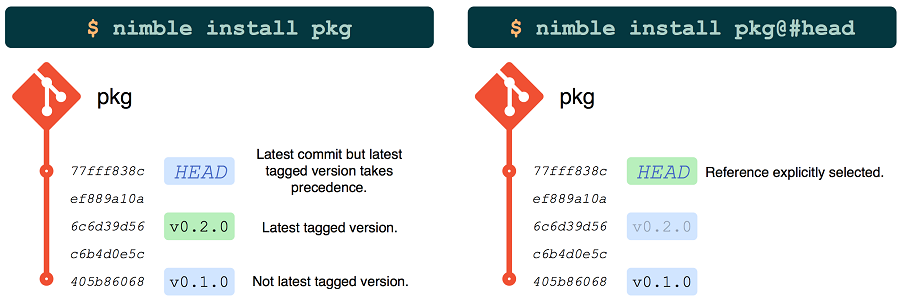 $ nimble install pkg
pkg
77fff838c HEAD Latest commit but latest
tagged version takes
precedence.
ef889a10a
6c6d39d56 v0.2.0 Latest tagged version.
c6b4d0e5c
405b86068 v0.1.0 Not latest tagged version.
$ nimble install pkg@#head
pkg
77fff838c HEAD Reference explicitly selected.
ef889a10a
6c6d39d56 v0.2.0
c6b4d0e5c
405b86068 v0.1.0